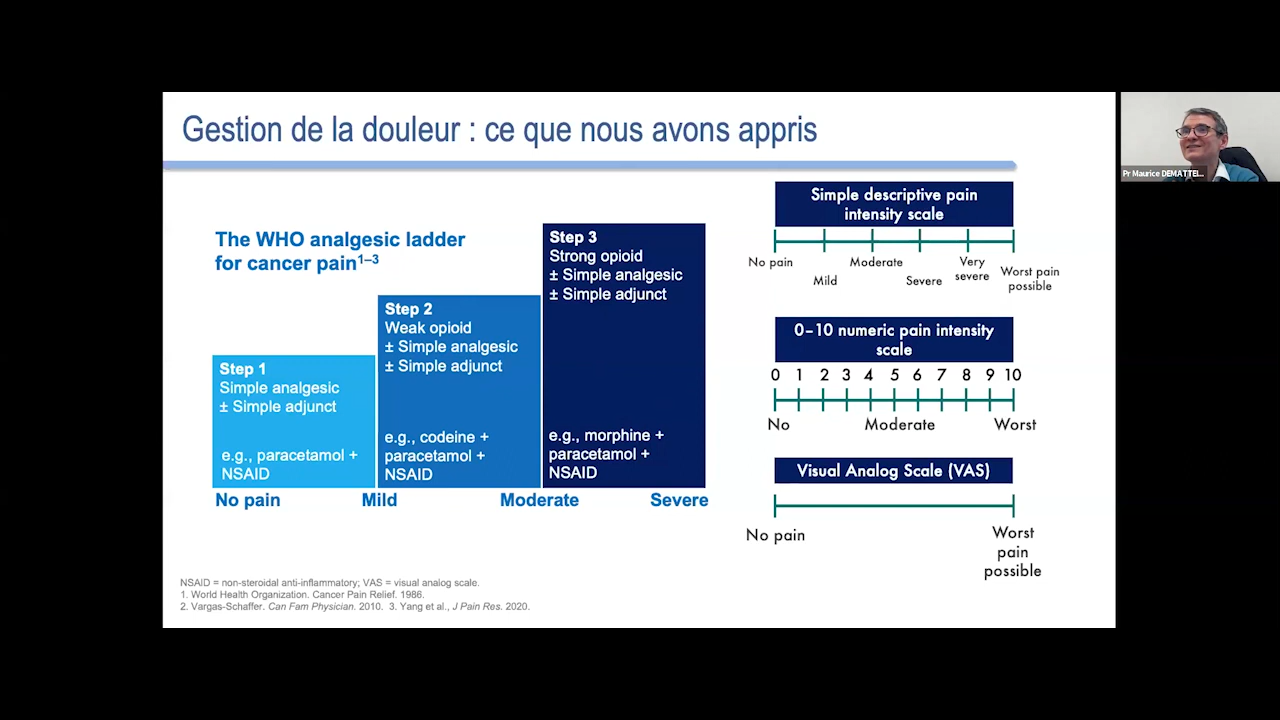 Gestion de la douleur : ce que nous avons appris
The WHO analgesic ladder
for cancer pain1–3
Step 1
Simple analgesic
± Simple adjunct
e.g., paracetamol +
NSAID
Step 2
Weak opioid
± Simple analgesic
± Simple adjunct
e.g., codeine +
paracetamol +
NSAID
Step 3
Strong opioid
± Simple analgesic
± Simple adjunct
e.g., morphine +
paracetamol +
NSAID
No pain Mild Moderate Severe
Simple descriptive pain
intensity scale
No pain
Mild
Moderate
Severe
Very
severe
Worst pain
possible
0–10 numeric pain intensity
scale
0 1 2 3 4 5 6 7 8 9 10
No Moderate Worst
Visual Analog Scale (VAS)
No pain
Worst
pain
possible
NSAID = non-steroidal anti-inflammatory; VAS = visual analog scale.
1. World Health Organization. Cancer Pain Relief. 1986.
2. Vargas-Schaffer. Can Fam Physician. 2010. 3. Yang et al., J Pain Res. 2020.
Pr Maurice DEMATTEI...